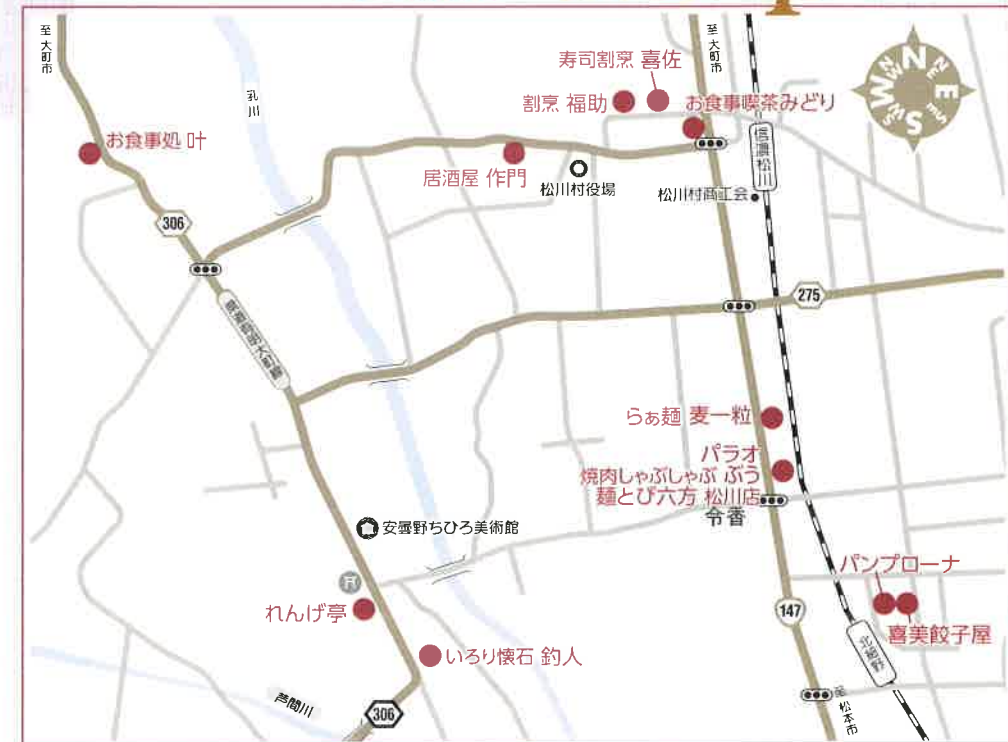 至 大町市
乳川
至 大町市
寿司割烹 喜佐
割烹 福助
お食事喫茶みどり
N
NE
E
SE
S
SW
W
NW
お食事処 叶
信濃松川
居酒屋 作門
松川村役場
松川村商工会
306
275
らぁ麺 麦一粒
パラオ
焼肉しゃぶしゃぶ ぶう
麺とび六方 松川店
令香
安曇野ちひろ美術館
パンプローナ
れんげ亭
147
喜美餃子屋
いろり懐石 釣人
北細野
芦間川
306
至 松本市